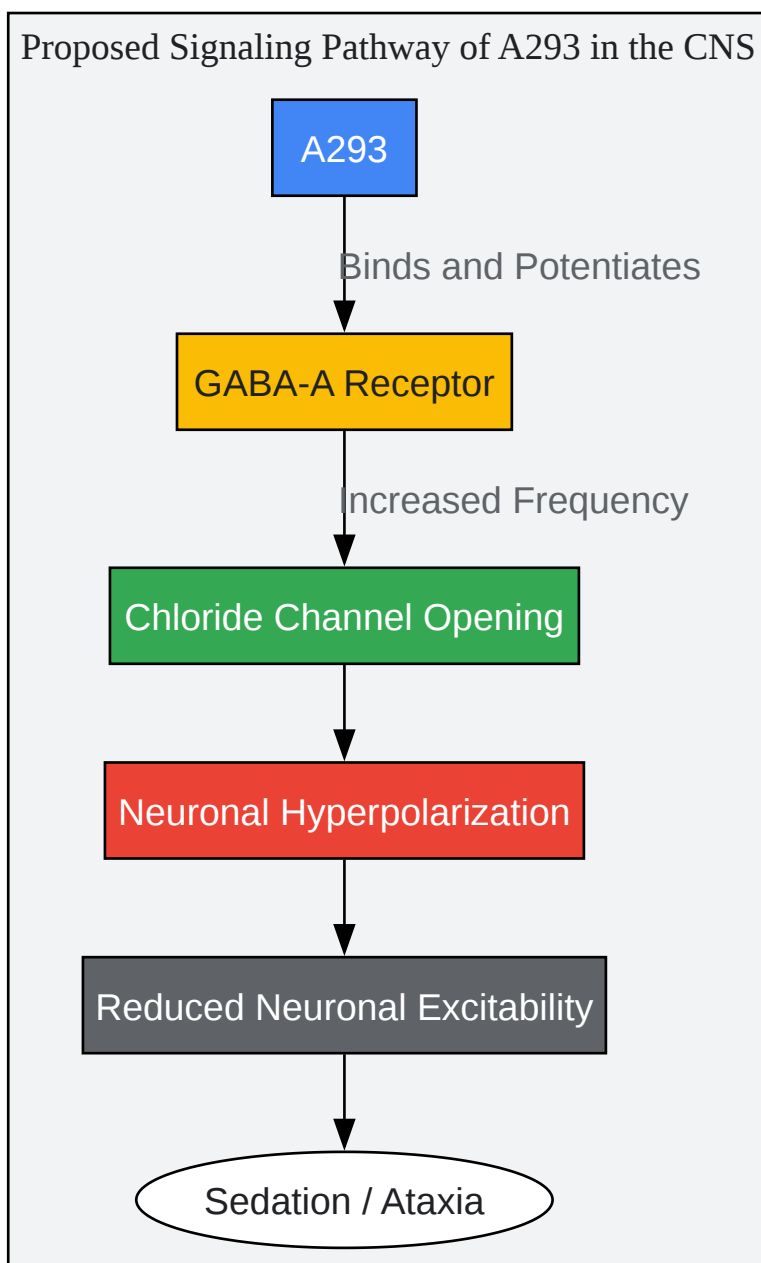 Proposed Signaling Pathway of A293 in the CNS
A293
Binds and Potentiates
GABA-A Receptor
Increased Frequency
Chloride Channel Opening
Neuronal Hyperpolarization
Reduced Neuronal Excitability
Sedation / Ataxia